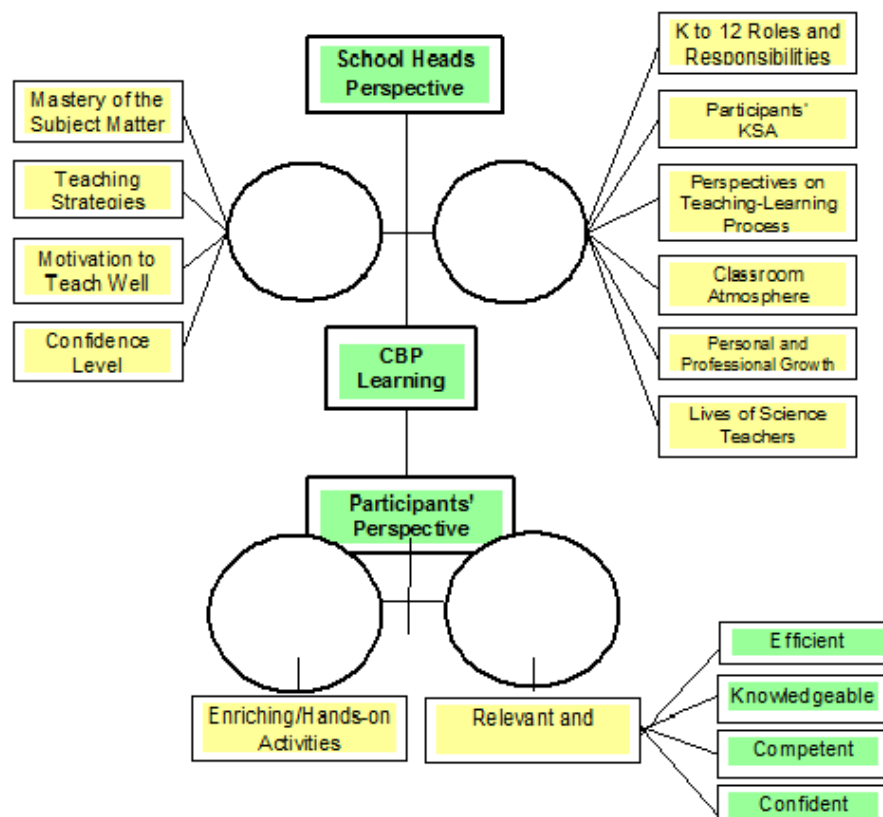 School Heads
Perspective
K to 12 Roles and
Responsibilities
Mastery of the
Subject Matter
Participants'
KSA
Teaching
Strategies
Perspectives on
Teaching-Learning
Process
Motivation to
Teach Well
Classroom
Atmosphere
Confidence
Level
CBP
Learning
Personal and
Professional Growth
Lives of Science
Teachers
Participants'
Perspective
Enriching/Hands-on
Activities
Relevant and
Efficient
Knowledgeable
Competent
Confident